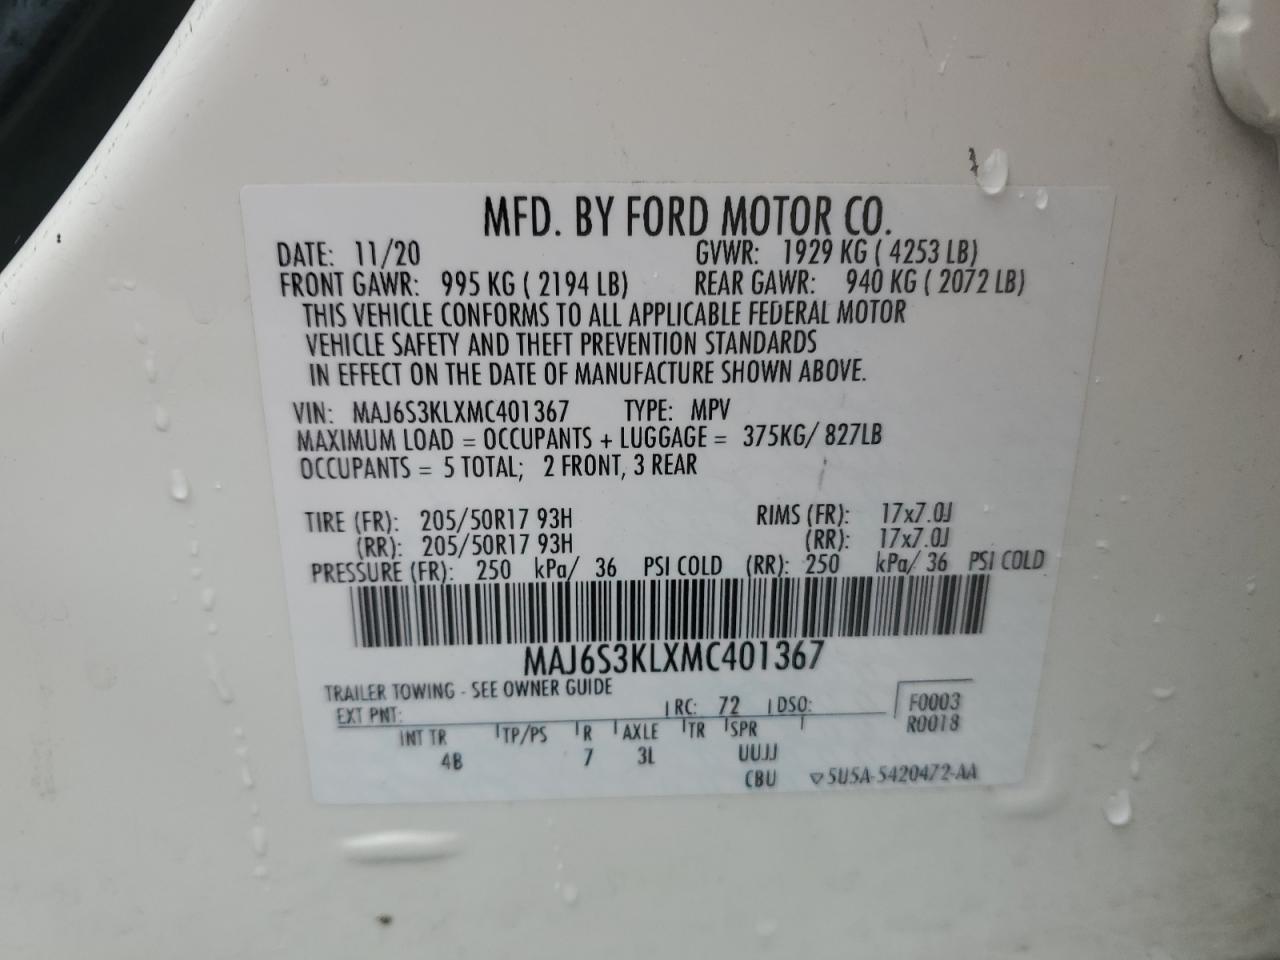 MFD. BY FORD MOTOR CO.
DATE: 11/20 GVWR: 1929 KG ( 4253 LB)
FRONT GAWR: 995 KG ( 2194 LB) REAR GAWR: 940 KG ( 2072 LB)
THIS VEHICLE CONFORMS TO ALL APPLICABLE FEDERAL MOTOR
VEHICLE SAFETY AND THEFT PREVENTION STANDARDS
IN EFFECT ON THE DATE OF MANUFACTURE SHOWN ABOVE.
VIN: MAJ6S3KLXMC401367 TYPE: MPV
MAXIMUM LOAD = OCCUPANTS + LUGGAGE = 375KG/ 827LB
OCCUPANTS = 5 TOTAL; 2 FRONT, 3 REAR
TIRE (FR): 205/50R17 93H RIMS (FR): 17x7.0J
(RR): 205/50R17 93H (RR): 17x7.0J
PRESSURE (FR): 250 kPa/ 36 PSI COLD (RR): 250 kPa/ 36 PSI COLD
MAJ6S3KLXMC401367
TRAILER TOWING - SEE OWNER GUIDE
EXT PNT: RC: 72 DSO: F0003
R0018
INT TR TP/PS R AXLE TR SPR
4B 7 3L UUJJ
CBU 5U5A-5420472-AA